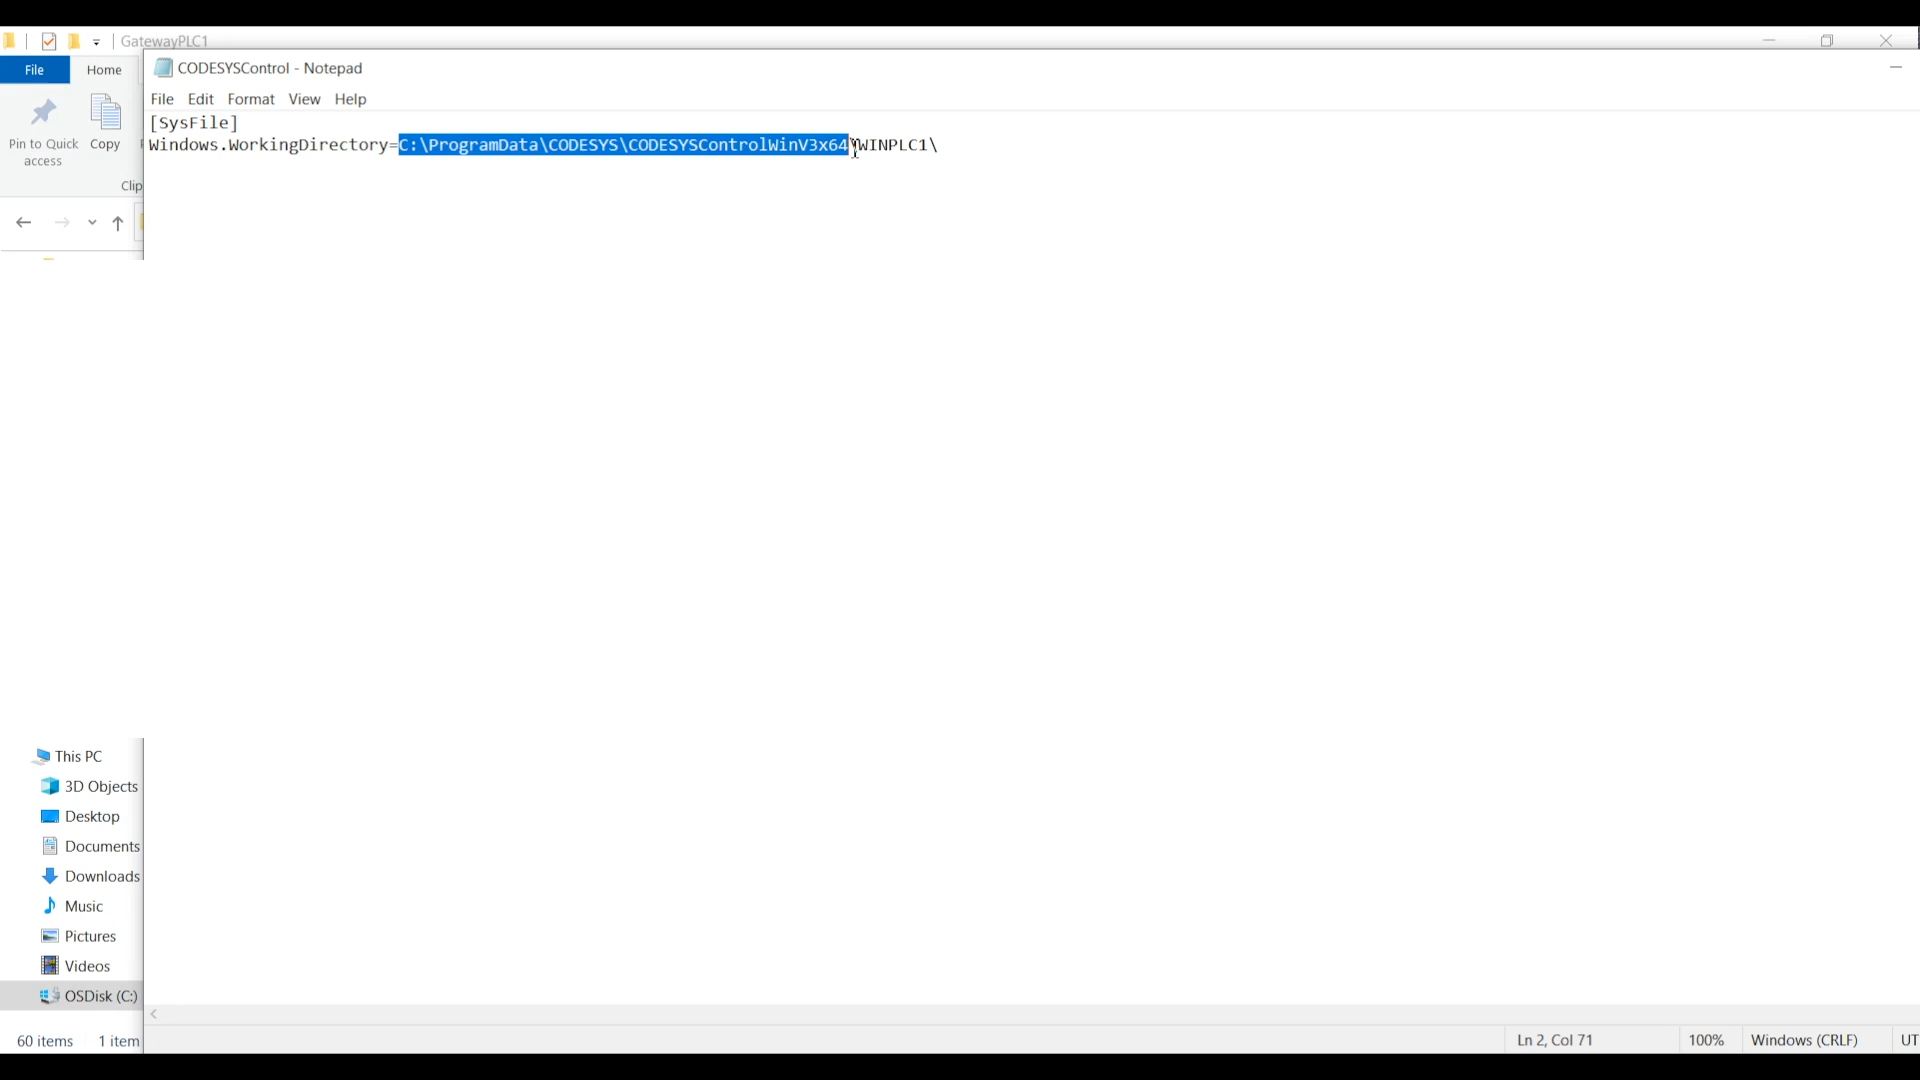 GatewayPLC1
File Home
Pin to Quick access
Copy
Clip
CODESYSControl - Notepad
File Edit Format View Help
[SysFile]
Windows.WorkingDirectory=C:\ProgramData\CODESYS\CODESYSControlWinV3x64\WINPLC1\
This PC
3D Objects
Desktop
Documents
Downloads
Music
Pictures
Videos
OSDisk (C:)
60 items 1 item
Ln 2, Col 71 100% Windows (CRLF) UT